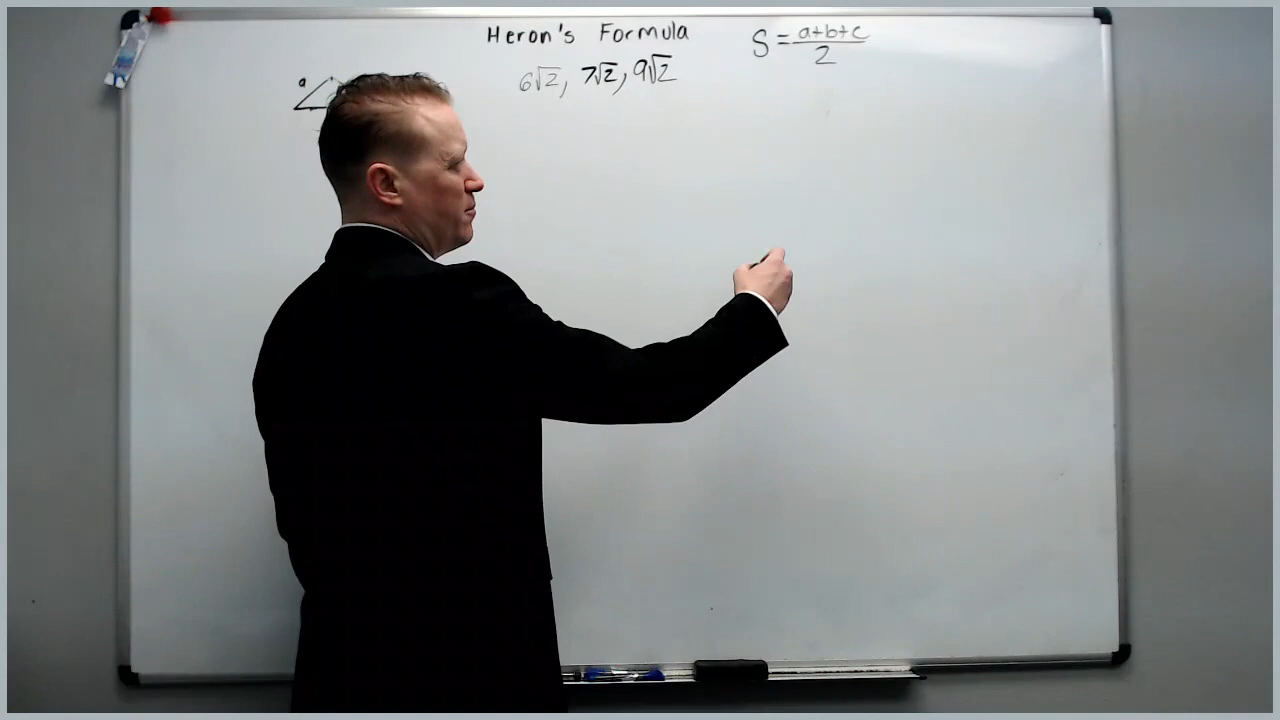 Heron's Formula
S = a+b+c
2
6√2, 7√2, 9√2
a